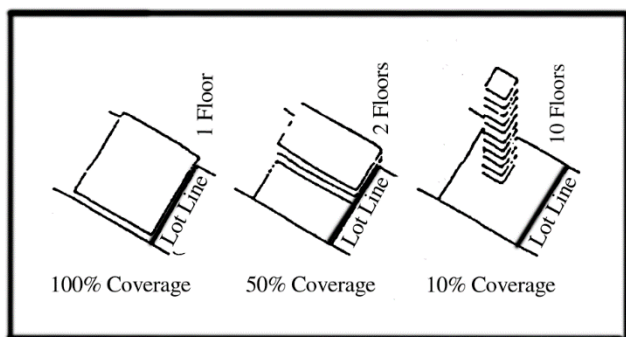 1 Floor
Lot Line
100% Coverage
2 Floors
Lot Line
50% Coverage
10 Floors
Lot Line
10% Coverage